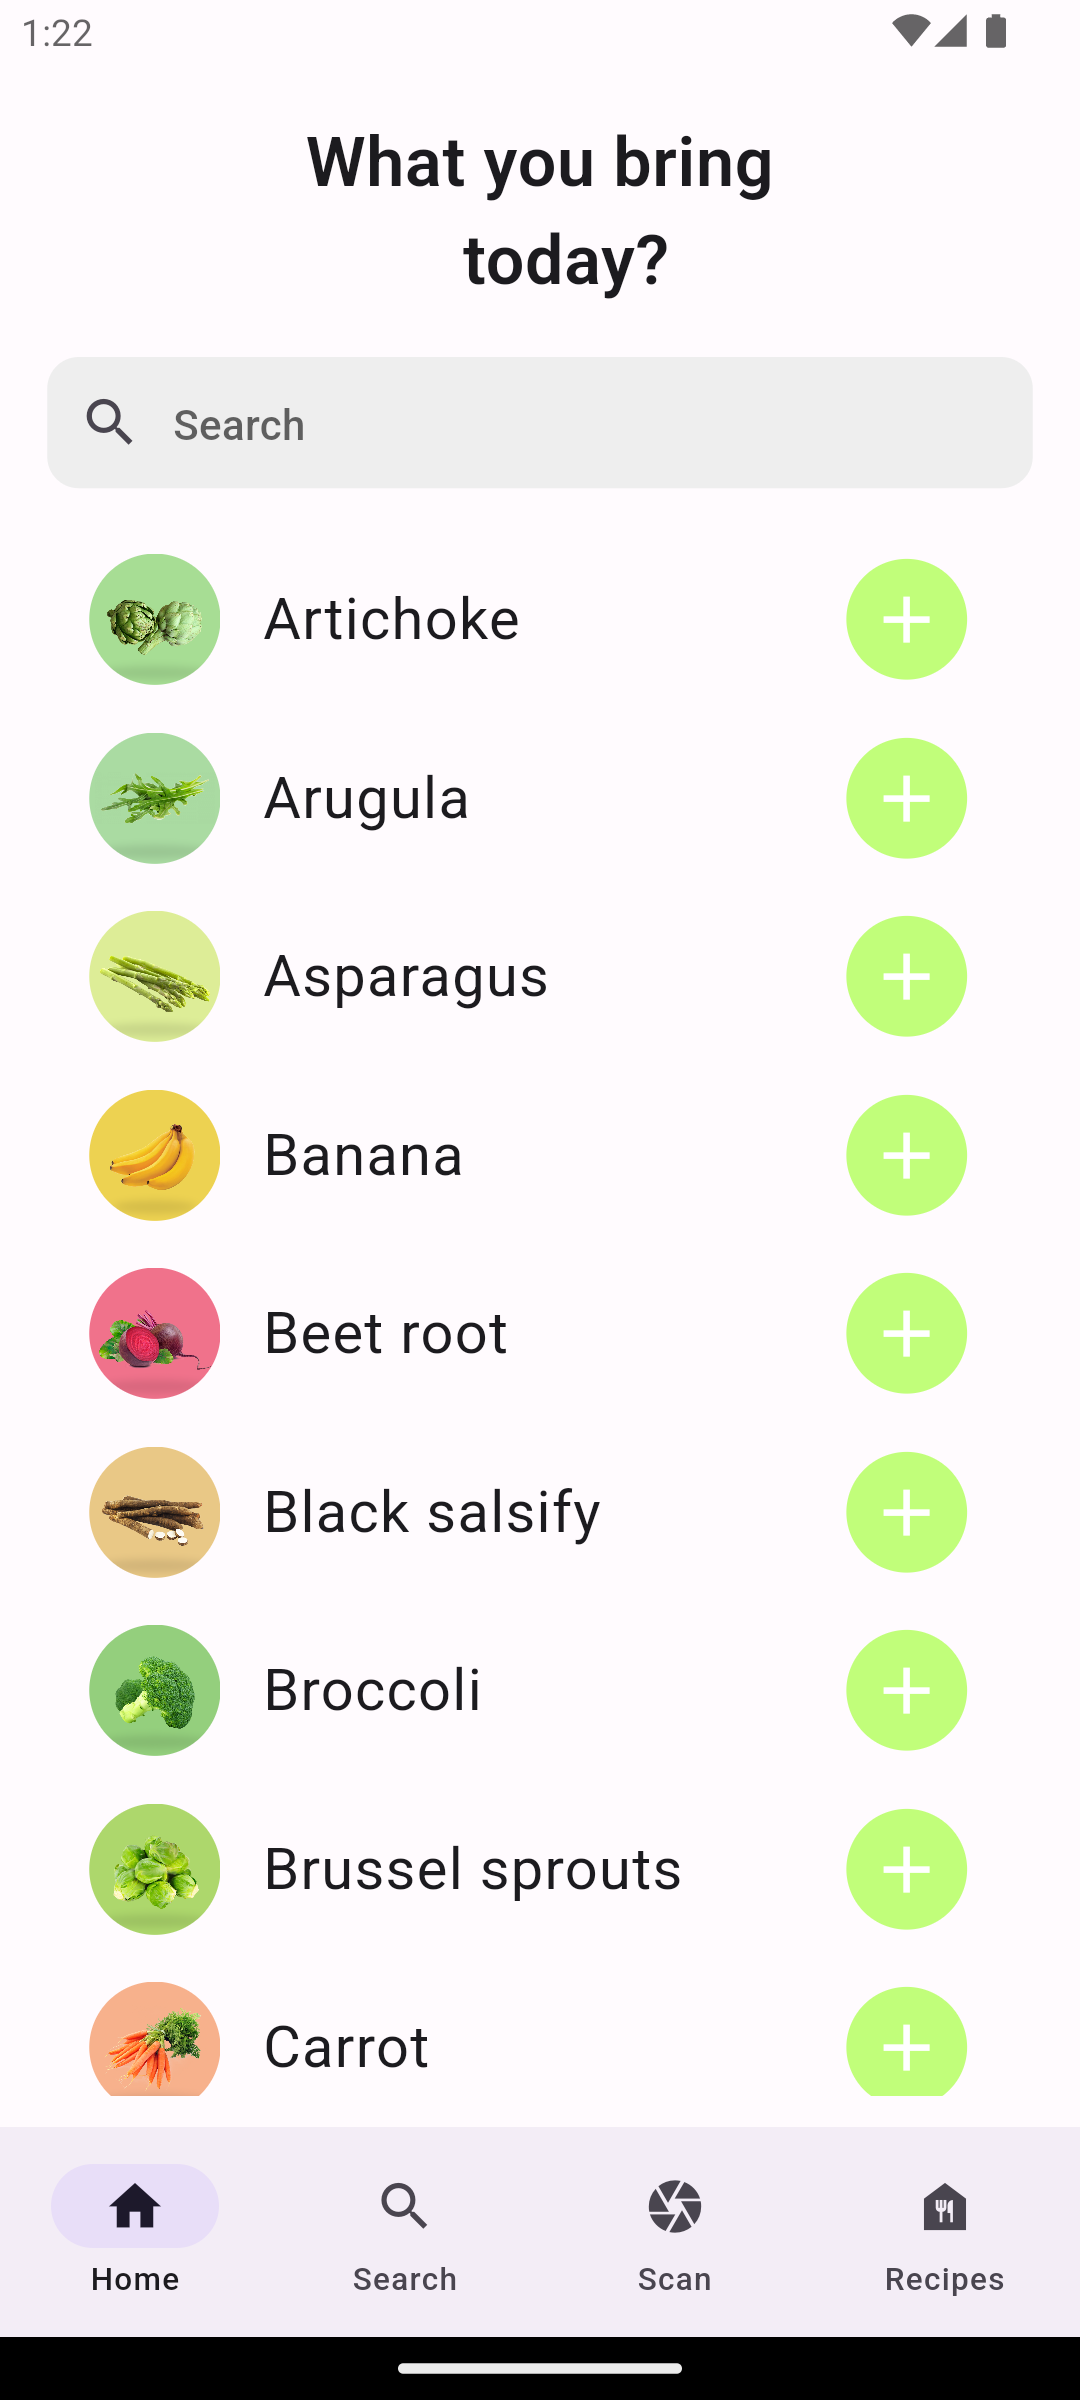 1:22
What you bring
today?
Search
Artichoke
Arugula
Asparagus
Banana
Beet root
Black salsify
Broccoli
Brussel sprouts
Carrot
Home Search Scan Recipes